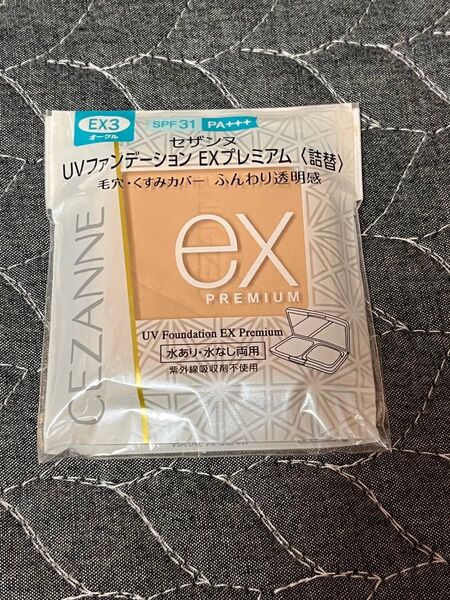 EX3
オークル
SPF31 PA+++
セザンヌ
UVファンデーション EXプレミアム〈詰替〉
毛穴・くすみカバー ふんわり透明感
CEZANNE
ex
PREMIUM
UV Foundation EX Premium
水あり・水なし両用
紫外線吸収剤不使用